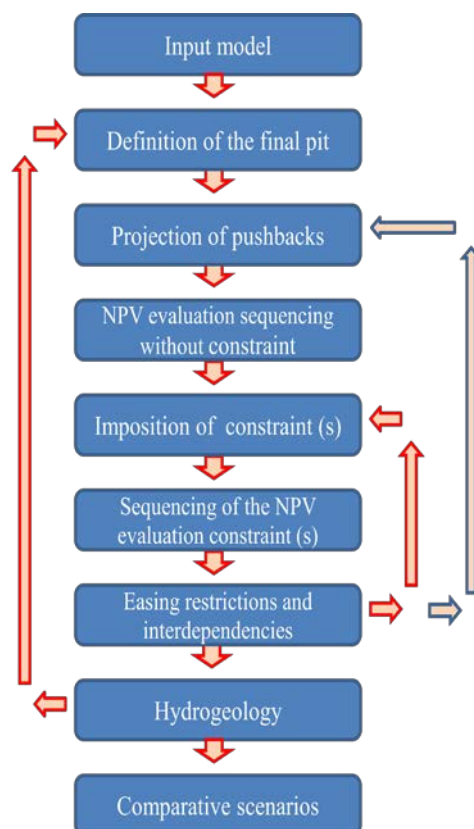 Input model
Definition of the final pit
Projection of pushbacks
NPV evaluation sequencing
without constraint
Imposition of constraint (s)
Sequencing of the NPV
evaluation constraint (s)
Easing restrictions and
interdependencies
Hydrogeology
Comparative scenarios